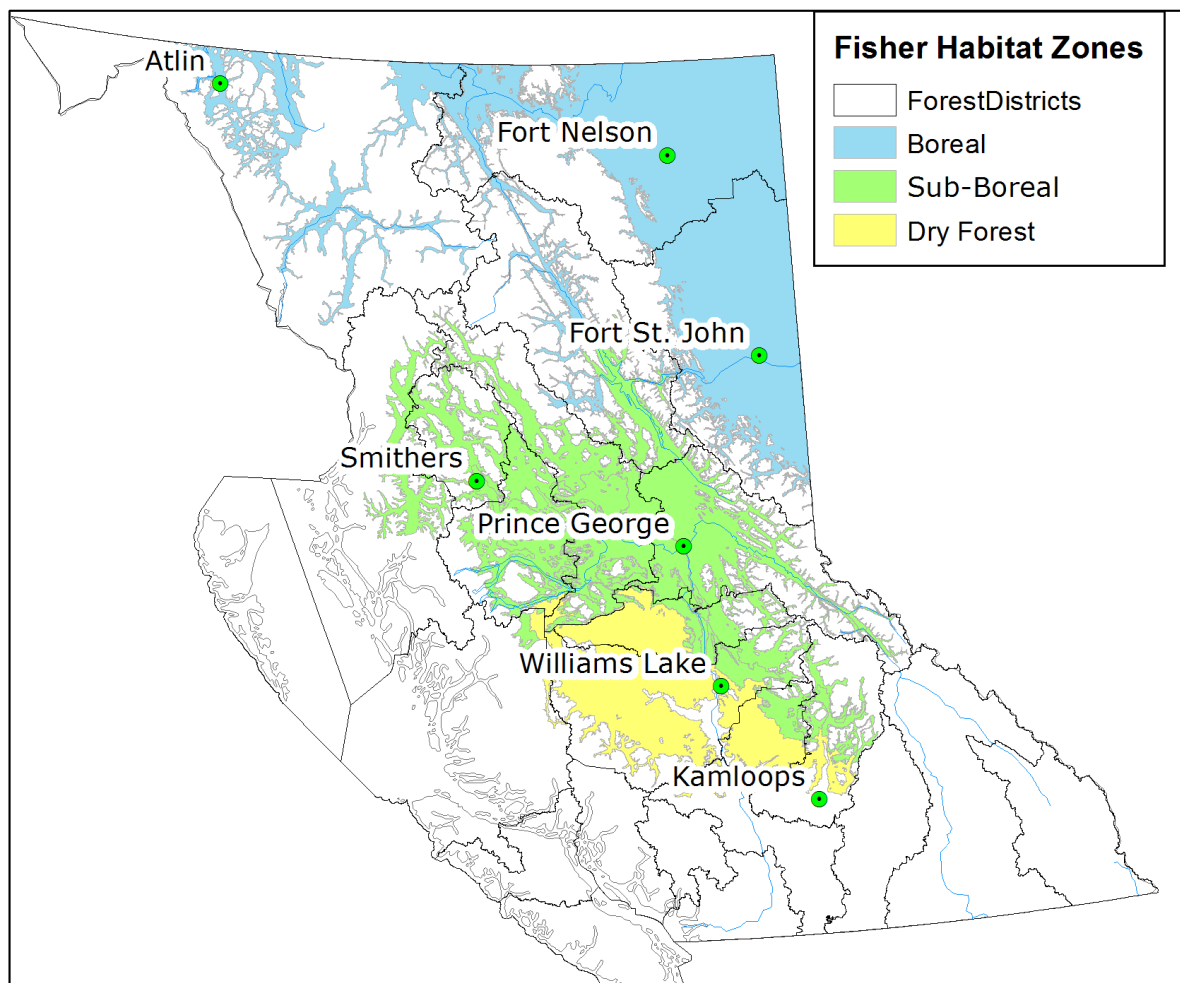 Fisher Habitat Zones
ForestDistricts
Boreal
Sub-Boreal
Dry Forest
Atlin
Fort Nelson
Fort St. John
Smithers
Prince George
Williams Lake
Kamloops